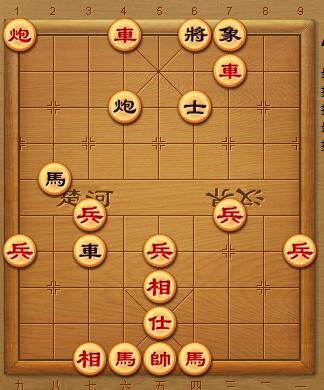 1 2 3 4 5 6 7 8 9
炮 車 將 象
車
炮 士
馬
楚河 汉界
兵 兵
兵 車 兵 兵
相
仕
相 馬 帥 馬
九 八 七 六 五 四 三 二 一